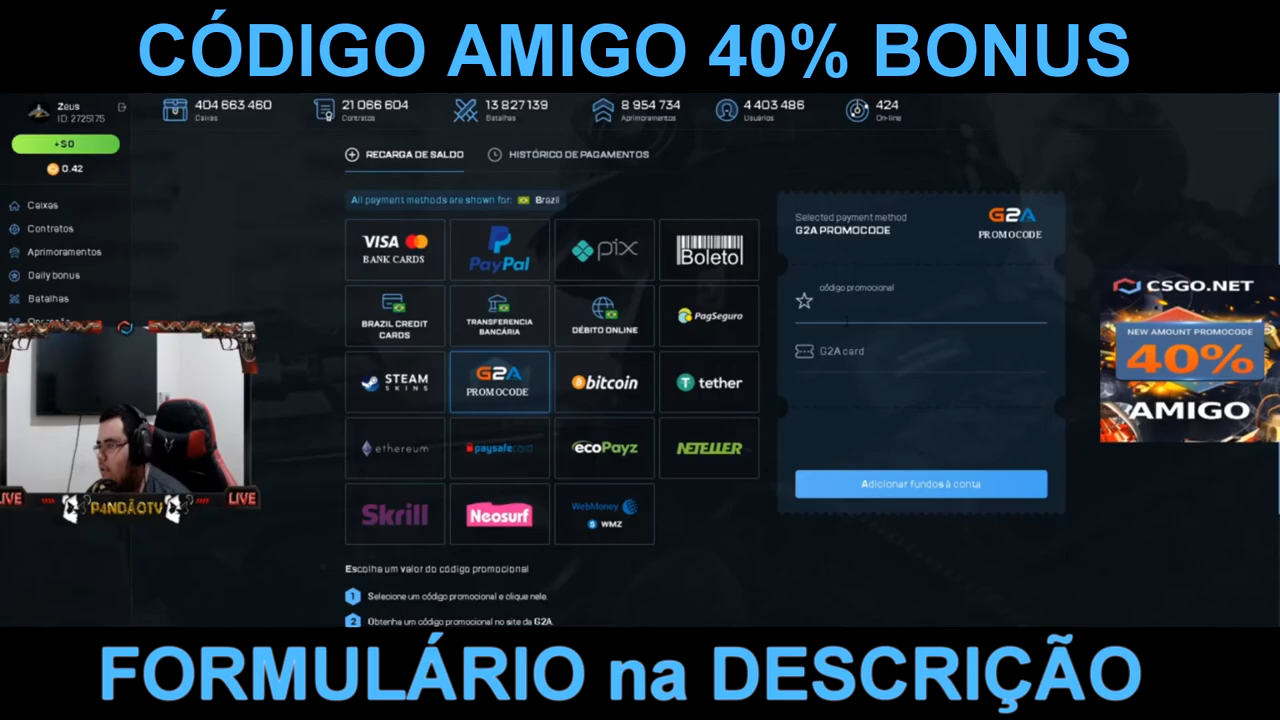 CÓDIGO AMIGO 40% BONUS
Zeus
ID: 2725175
404 663 460
Caixas
21 066 604
Contratos
13 827 139
Batalhas
8 954 734
Aprimoramentos
4 403 486
Usuários
424
On-line
+SO
0.42
Caixas
Contratos
Aprimoramentos
Daily bonus
Batalhas
RECARGA DE SALDO
HISTÓRICO DE PAGAMENTOS
All payment methods are shown for: Brazil
VISA
BANK CARDS
PayPal
pix
Boleto
BRAZIL CREDIT
CARDS
TRANSFERENCIA
BANCÁRIA
DÉBITO ONLINE
PagSeguro
STEAM
SKINS
G2A
PROMOCODE
bitcoin
tether
ethereum
paysafecard
ecoPayz
NETELLER
Skrill
Neosurf
WebMoney
WMZ
Escolha um valor do código promocional
1 Selecione um código promocional e clique nele.
2 Obtenha um código promocional no site da G2A.
Selected payment method
G2A PROMOCODE
G2A
PROMOCODE
código promocional
G2A card
Adicionar fundos à conta
CSGO.NET
NEW AMOUNT PROMOCODE
40%
AMIGO
LIVE
P4NDÃOTV
LIVE
FORMULÁRIO na DESCRIÇÃO